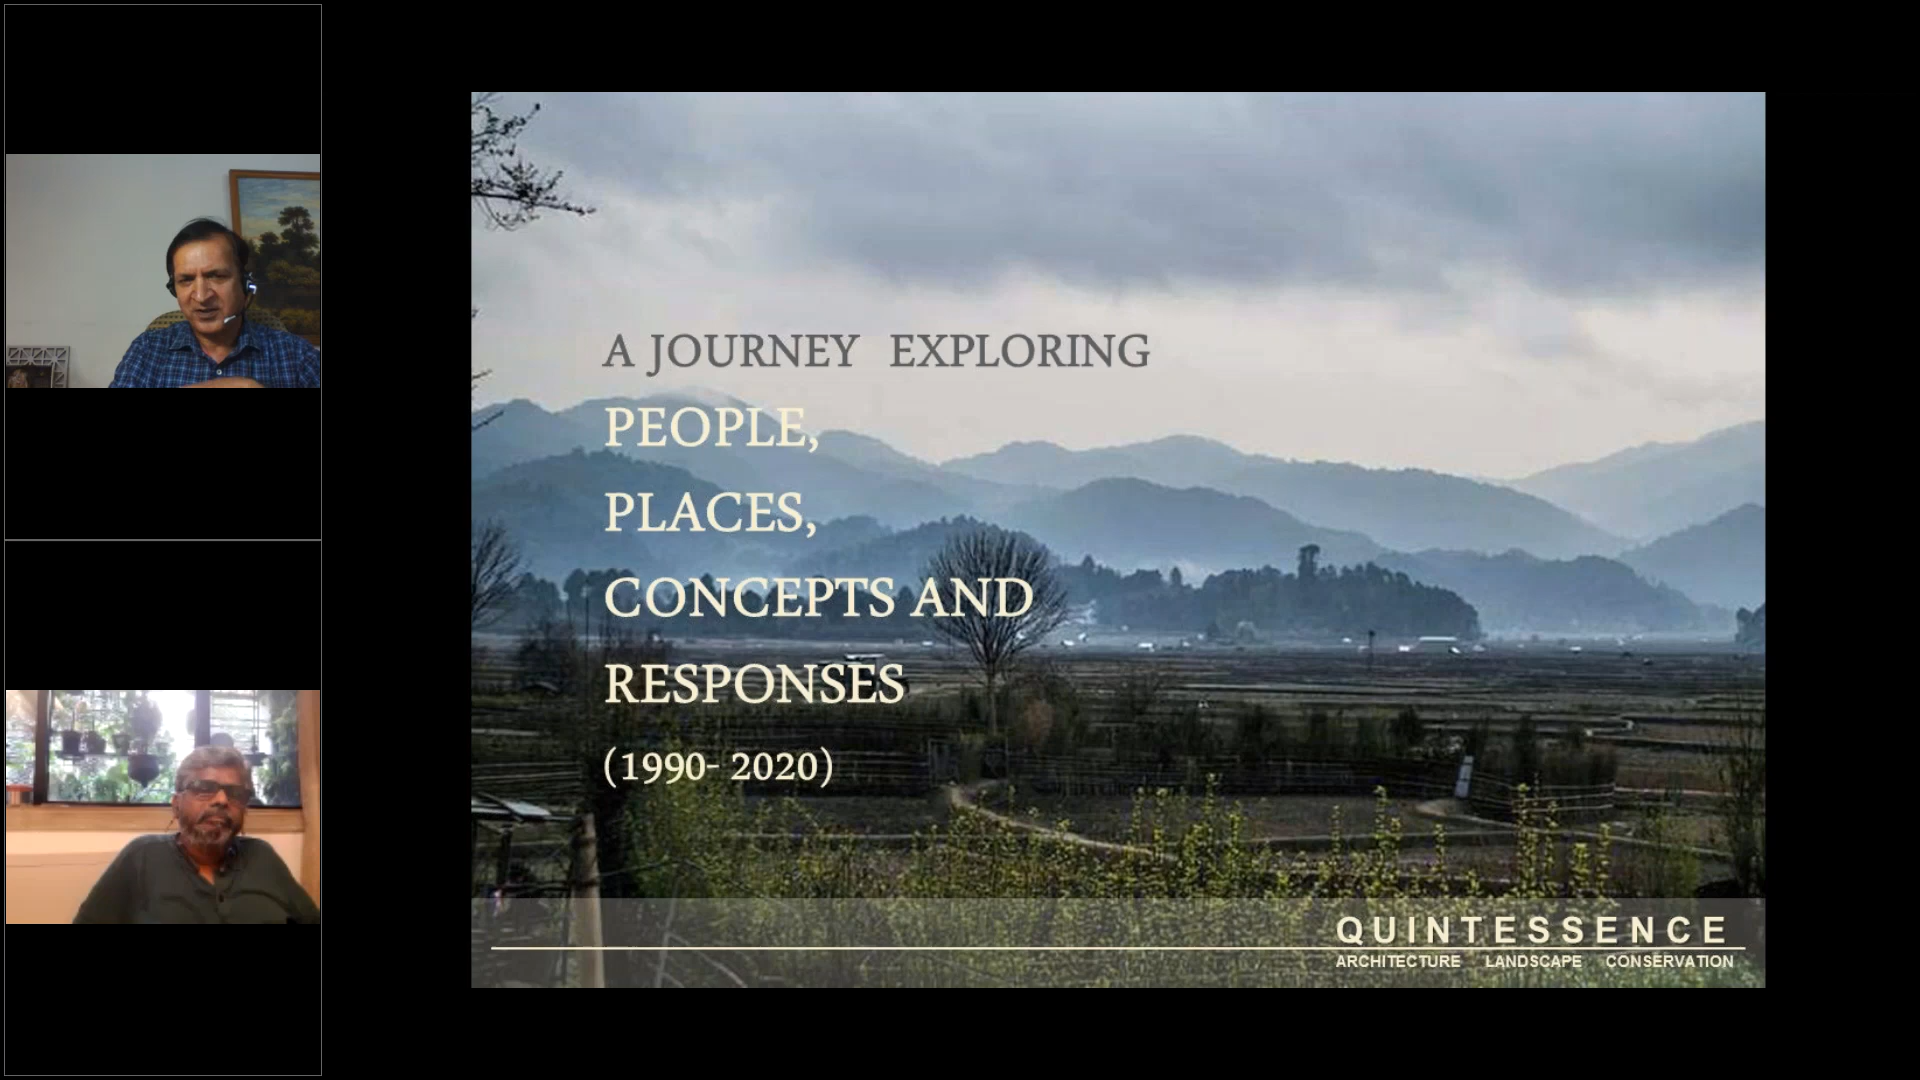 A JOURNEY EXPLORING
PEOPLE,
PLACES,
CONCEPTS AND
RESPONSES
(1990- 2020)
QUINTESSENCE
ARCHITECTURE LANDSCAPE CONSERVATION